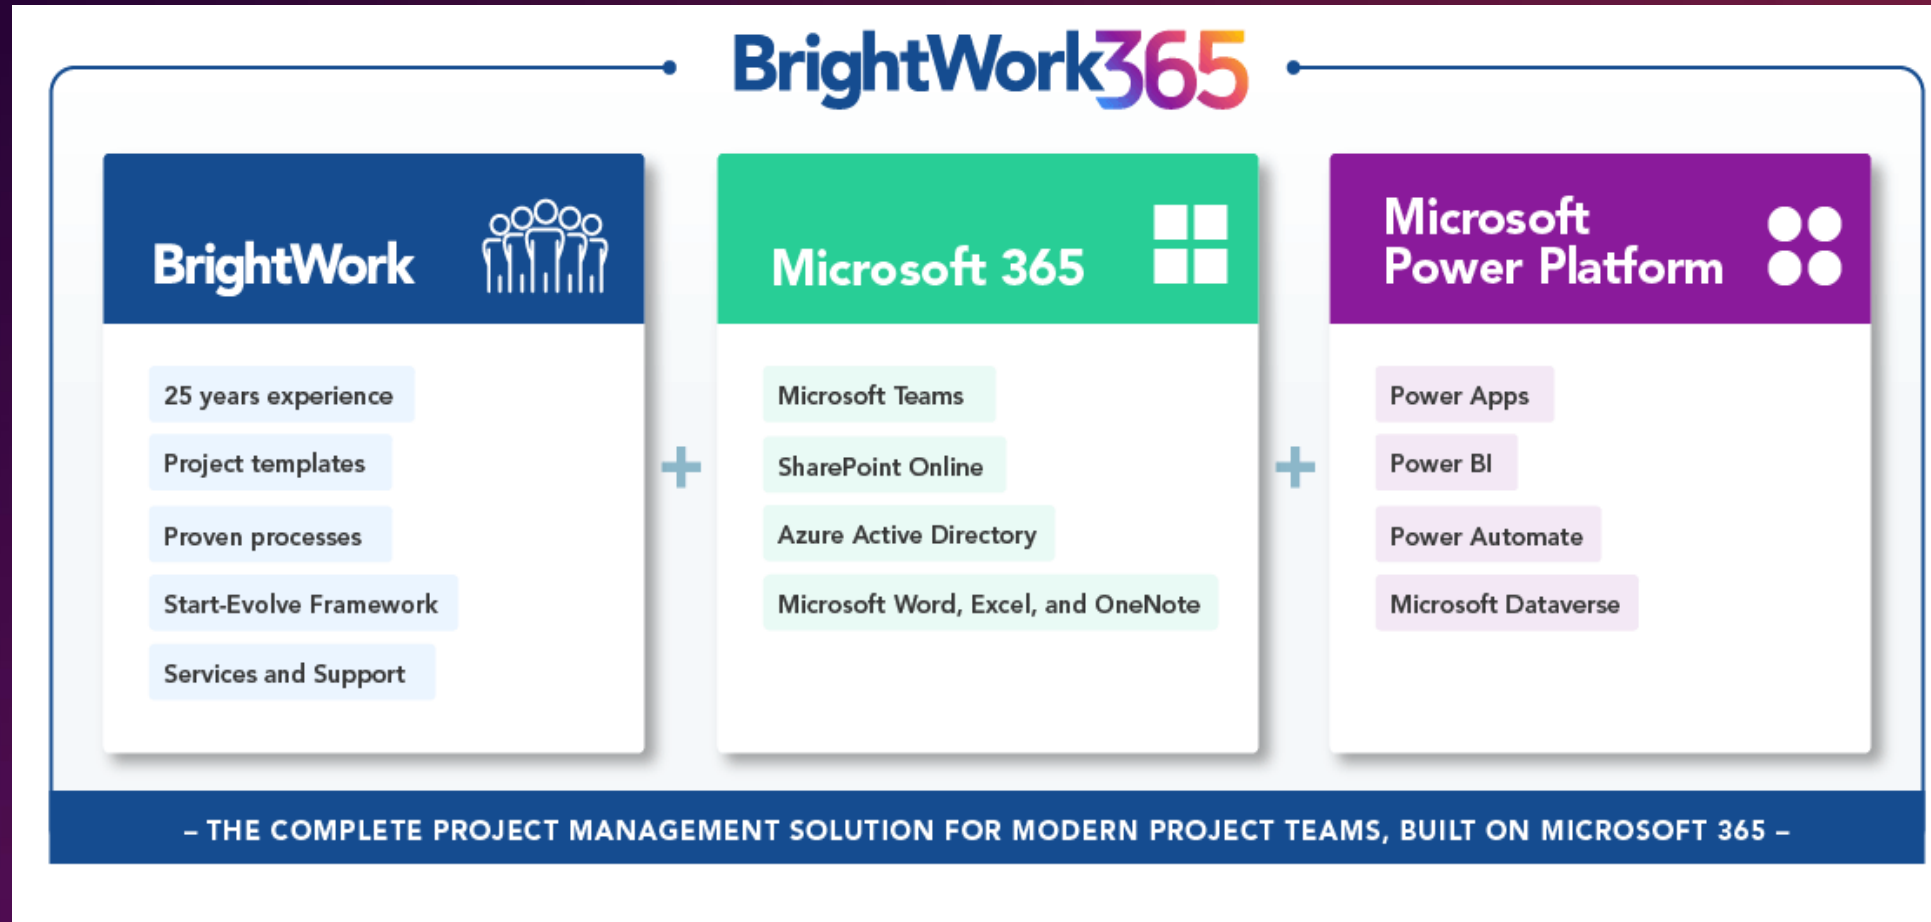 BrightWork365
BrightWork
25 years experience
Project templates
Proven processes
Start-Evolve Framework
Services and Support
+
Microsoft 365
Microsoft Teams
SharePoint Online
Azure Active Directory
Microsoft Word, Excel, and OneNote
+
Microsoft
Power Platform
Power Apps
Power BI
Power Automate
Microsoft Dataverse
– THE COMPLETE PROJECT MANAGEMENT SOLUTION FOR MODERN PROJECT TEAMS, BUILT ON MICROSOFT 365 –